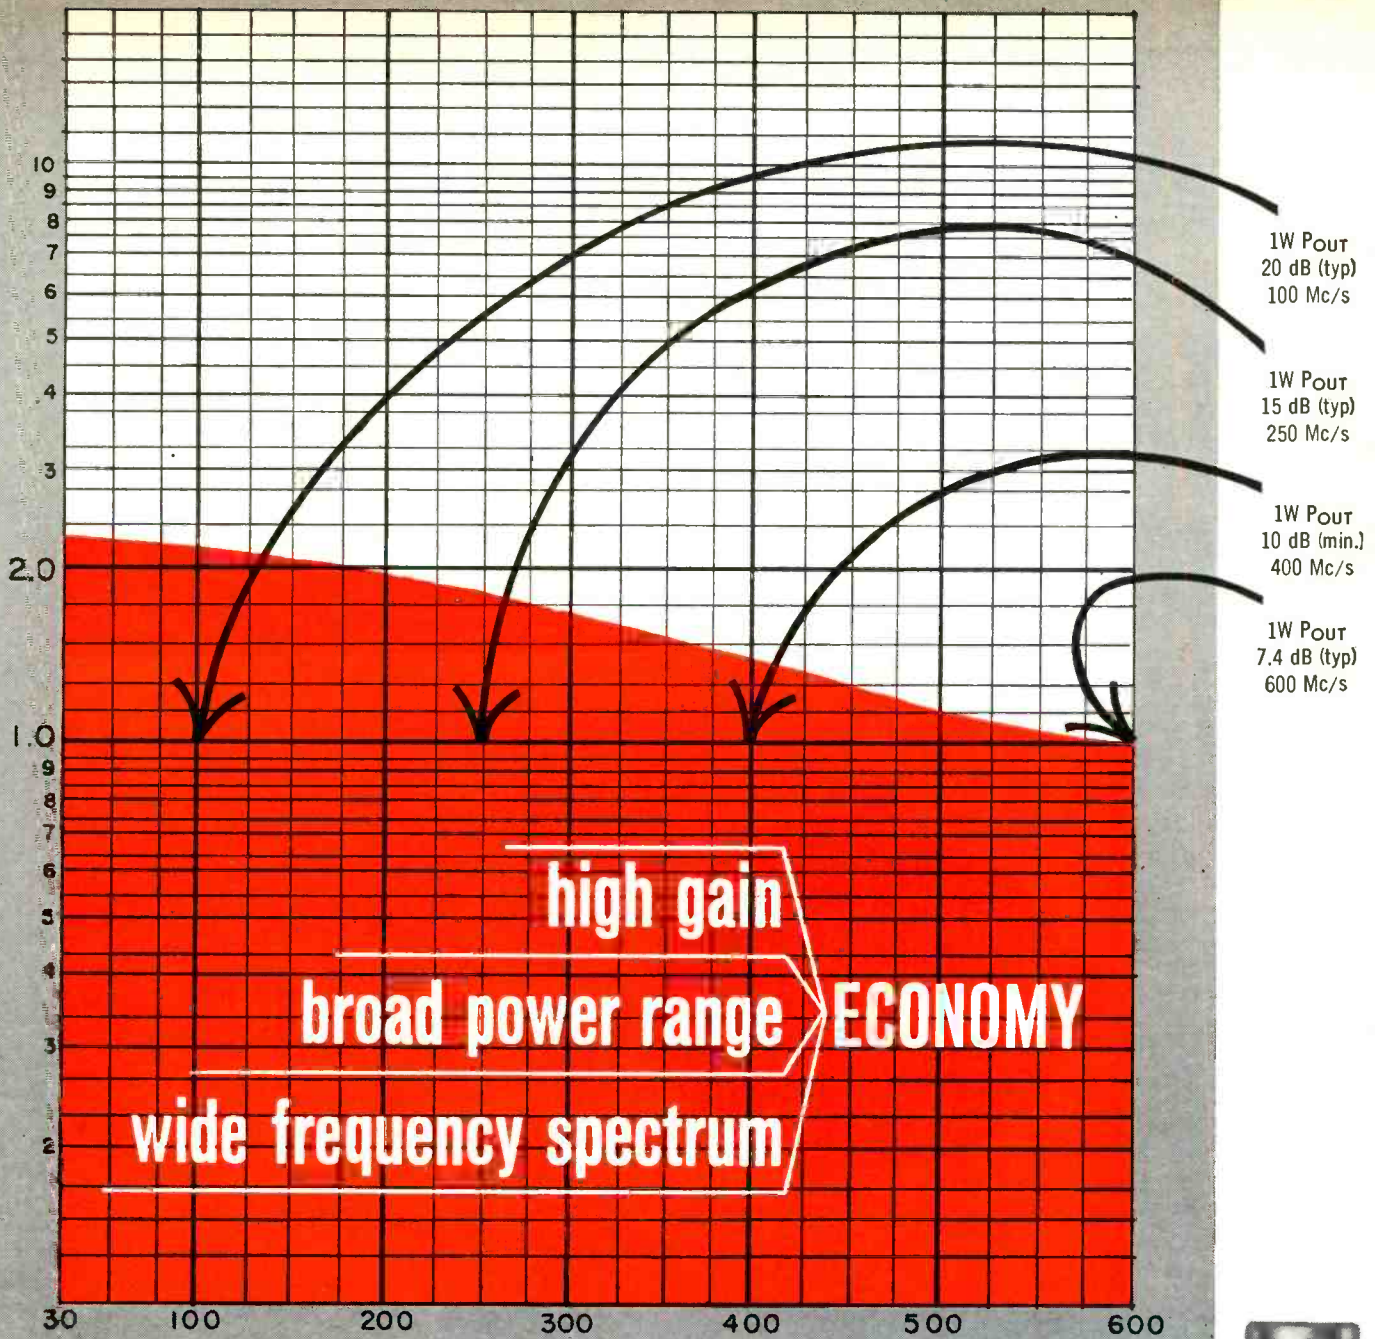 10
9
8
7
6
5
4
3
2.0
1.0
9
8
7
6
5
4
3
2
30 100 200 300 400 500 600
1W POUT
20 dB (typ)
100 Mc/s
1W POUT
15 dB (typ)
250 Mc/s
1W POUT
10 dB (min.)
400 Mc/s
1W POUT
7.4 dB (typ)
600 Mc/s
high gain
broad power range
wide frequency spectrum
ECONOMY